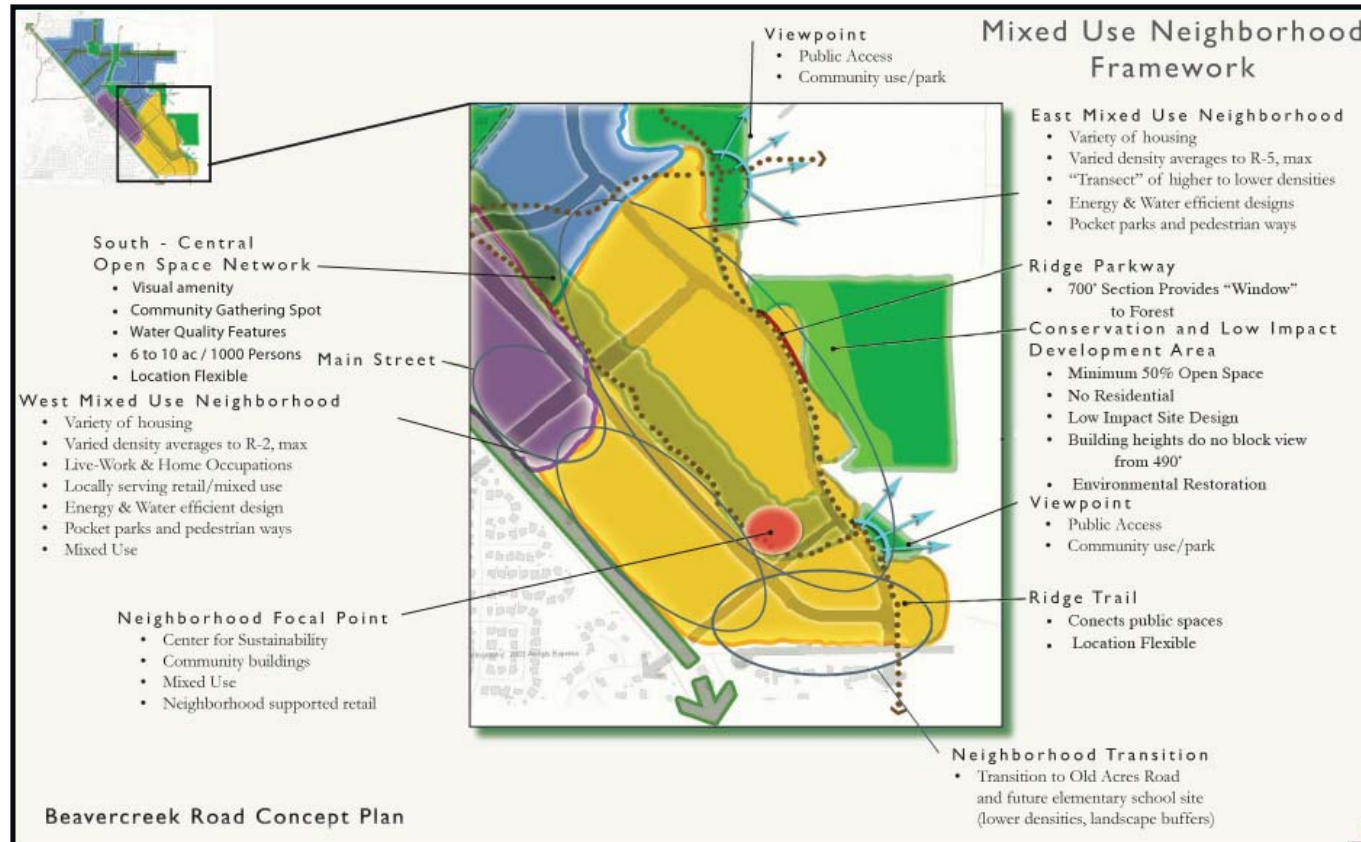 Mixed Use Neighborhood
Framework
Viewpoint
• Public Access
• Community use/park
East Mixed Use Neighborhood
• Variety of housing
• Varied density averages to R-5, max
• “Transect” of higher to lower densities
• Energy & Water efficient designs
• Pocket parks and pedestrian ways
Ridge Parkway
• 700' Section Provides “Window”
to Forest
Conservation and Low Impact
Development Area
• Minimum 50% Open Space
• No Residential
• Low Impact Site Design
• Building heights do no block view
from 490'
• Environmental Restoration
Viewpoint
• Public Access
• Community use/park
Ridge Trail
• Conects public spaces
• Location Flexible
Neighborhood Transition
• Transition to Old Acres Road
and future elementary school site
(lower densities, landscape buffers)
South - Central
Open Space Network
• Visual amenity
• Community Gathering Spot
• Water Quality Features
• 6 to 10 ac / 1000 Persons
• Location Flexible
Main Street
West Mixed Use Neighborhood
• Variety of housing
• Varied density averages to R-2, max
• Live-Work & Home Occupations
• Locally serving retail/mixed use
• Energy & Water efficient design
• Pocket parks and pedestrian ways
• Mixed Use
Neighborhood Focal Point
• Center for Sustainability
• Community buildings
• Mixed Use
• Neighborhood supported retail
Beavercreek Road Concept Plan